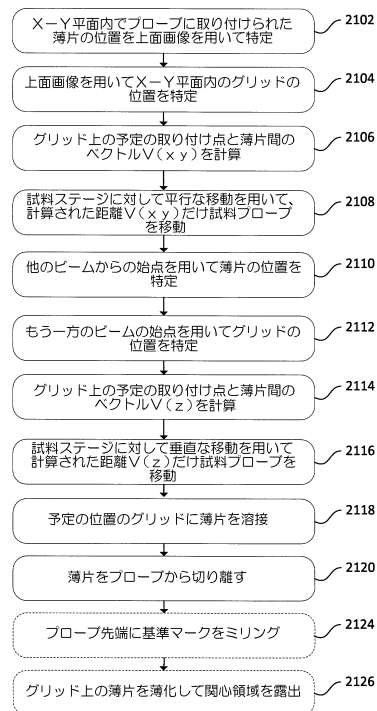 X－Y平面内でプローブに取り付けられた
薄片の位置を上面画像を用いて特定
2102
上面画像を用いてX－Y平面内のグリッドの
位置を特定
2104
グリッド上の予定の取り付け点と薄片間の
ベクトルV（xy）を計算
2106
試料ステージに対して平行な移動を用いて、
計算された距離V（xy）だけ試料プローブ
を移動
2108
他のビームからの始点を用いて薄片の位置を
特定
2110
もう一方のビームの始点を用いてグリッドの
位置を特定
2112
グリッド上の予定の取り付け点と薄片間の
ベクトルV（z）を計算
2114
試料ステージに対して垂直な移動を用いて
計算された距離V（z）だけ試料プローブを
移動
2116
予定の位置のグリッドに薄片を溶接
2118
薄片をプローブから切り離す
2120
プローブ先端に基準マークをミリング
2124
グリッド上の薄片を薄化して関心領域を露出
2126